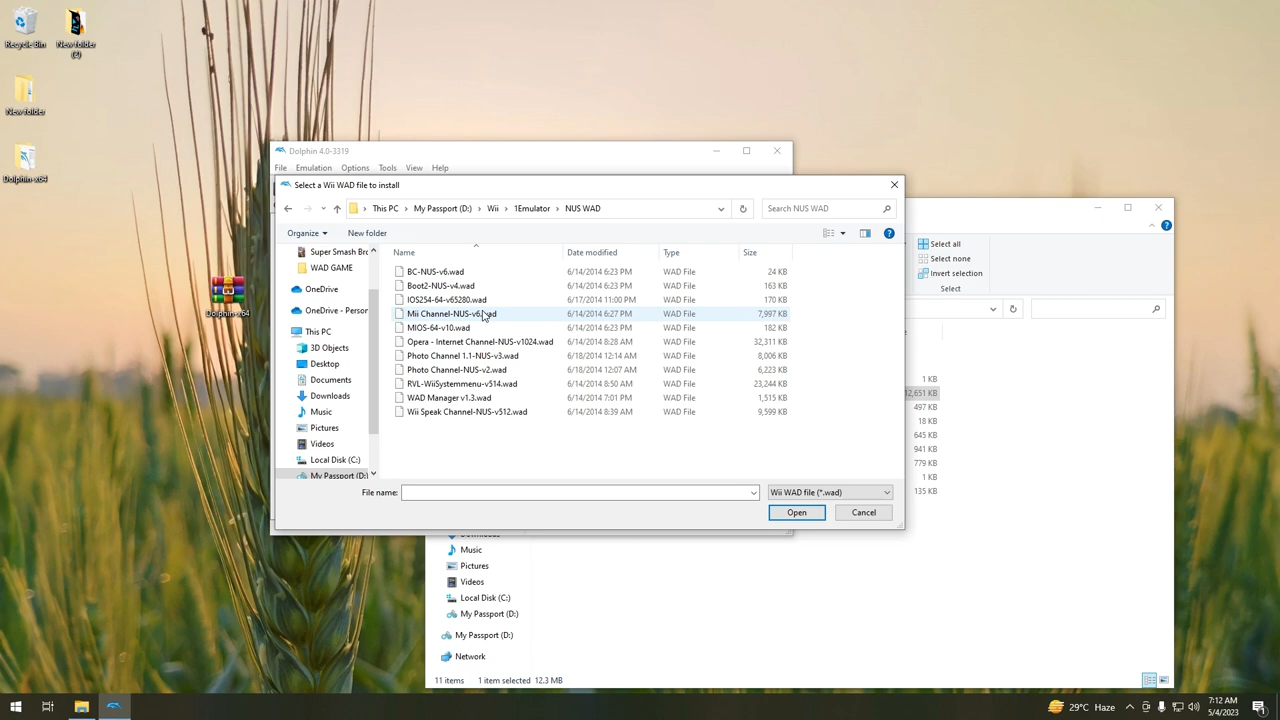 Recycle Bin
New folder (3)
New folder
Dolphin-x64
Dolphin-x64
Dolphin 4.0-3319
File Emulation Options Tools View Help
Select a Wii WAD file to install
This PC > My Passport (D:) > Wii > 1Emulator > NUS WAD
Search NUS WAD
Organize New folder
Super Smash Bro
WAD GAME
OneDrive
OneDrive - Person
This PC
3D Objects
Desktop
Documents
Downloads
Music
Pictures
Videos
Local Disk (C:)
My Passport (D:)
Name Date modified Type Size
BC-NUS-v6.wad 6/14/2014 6:23 PM WAD File 24 KB
Boot2-NUS-v4.wad 6/14/2014 6:23 PM WAD File 163 KB
IOS254-64-v65280.wad 6/17/2014 11:00 PM WAD File 170 KB
Mii Channel-NUS-v6.wad 6/14/2014 6:27 PM WAD File 7,997 KB
MIOS-64-v10.wad 6/14/2014 6:23 PM WAD File 182 KB
Opera - Internet Channel-NUS-v1024.wad 6/14/2014 8:28 AM WAD File 32,311 KB
Photo Channel 1.1-NUS-v3.wad 6/18/2014 12:14 AM WAD File 8,006 KB
Photo Channel-NUS-v2.wad 6/18/2014 12:07 AM WAD File 6,223 KB
RVL-WiiSystemmenu-v514.wad 6/14/2014 8:50 AM WAD File 23,244 KB
WAD Manager v1.3.wad 6/14/2014 7:01 PM WAD File 1,515 KB
Wii Speak Channel-NUS-v512.wad 6/14/2014 8:39 AM WAD File 9,599 KB
File name: Wii WAD file (*.wad)
Open Cancel
Select all
Select none
Invert selection
Select
1 KB
12,651 KB
497 KB
18 KB
645 KB
941 KB
779 KB
1 KB
135 KB
Music
Pictures
Videos
Local Disk (C:)
My Passport (D:)
My Passport (D:)
Network
11 items 1 item selected 12.3 MB
29°C Haze
7:12 AM
5/4/2023
1